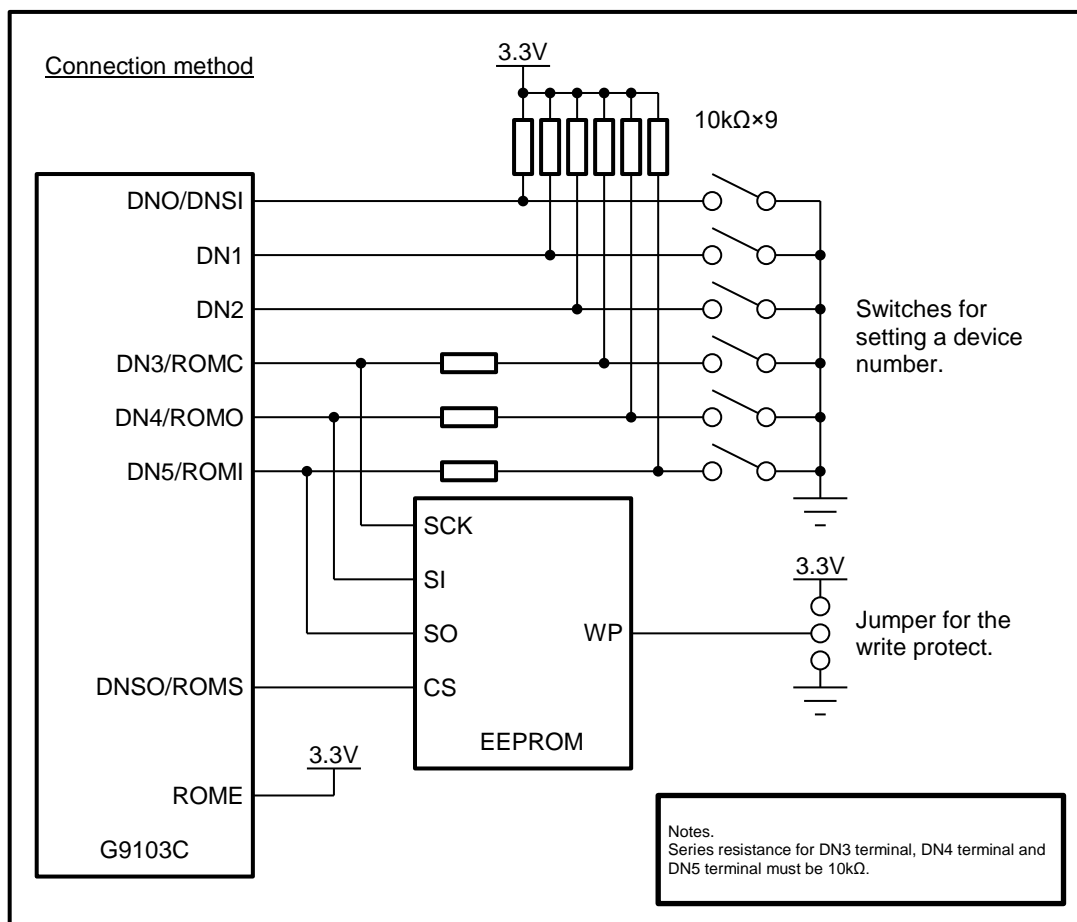 Connection method
3.3V
10kΩ×9
DNO/DNSI
DN1
DN2
Switches for
setting a device
number.
DN3/ROMC
DN4/ROMO
DN5/ROMI
SCK
SI
SO
CS
WP
EEPROM
3.3V
Jumper for the
write protect.
DNSO/ROMS
3.3V
ROME
G9103C
Notes.
Series resistance for DN3 terminal, DN4 terminal and
DN5 terminal must be 10kΩ.